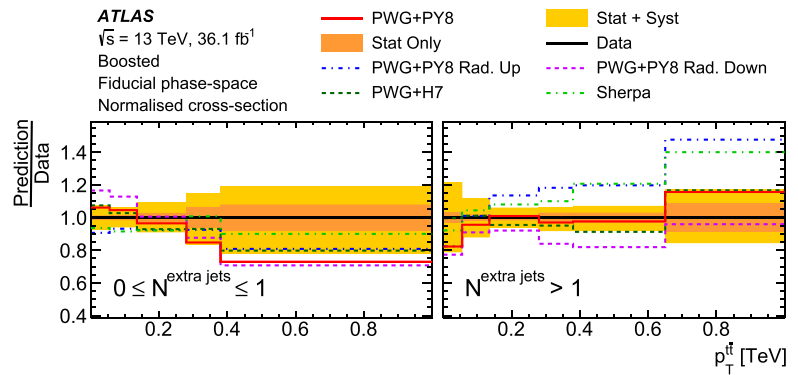 ATLAS
√s = 13 TeV, 36.1 fb⁻¹
Boosted
Fiducial phase-space
Normalised cross-section
PWG+PY8
Stat Only
PWG+PY8 Rad. Up
PWG+H7
Stat + Syst
Data
PWG+PY8 Rad. Down
Sherpa
Prediction
Data
1.4
1.2
1.0
0.8
0.6
0.4
0 ≤ N^extra jets ≤ 1
N^extra jets > 1
0.2 0.4 0.6 0.8 0.2 0.4 0.6 0.8
p_T^tt̄ [TeV]